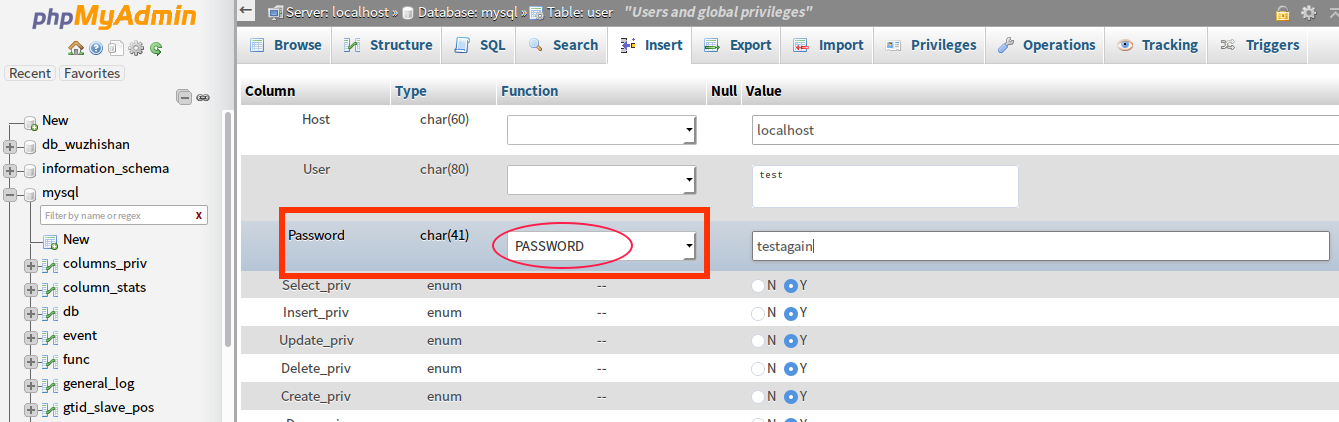 phpMyAdmin
Recent Favorites
New
db_wuzhishan
information_schema
mysql
Filter by name or regex X
New
columns_priv
column_stats
db
event
func
general_log
gtid_slave_pos
Server: localhost » Database: mysql » Table: user "Users and global privileges"
Browse Structure SQL Search Insert Export Import Privileges Operations Tracking Triggers
Column Type Function Null Value
Host char(60) localhost
User char(80) test
Password char(41) PASSWORD testagain
Select_priv enum -- N Y
Insert_priv enum -- N Y
Update_priv enum -- N Y
Delete_priv enum -- N Y
Create_priv enum -- N Y